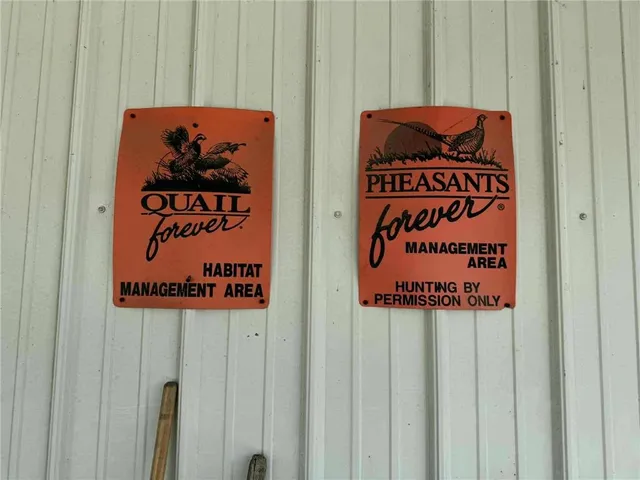 QUAIL
forever.
HABITAT
MANAGEMENT AREA
PHEASANTS
forever®
MANAGEMENT
AREA
HUNTING BY
PERMISSION ONLY